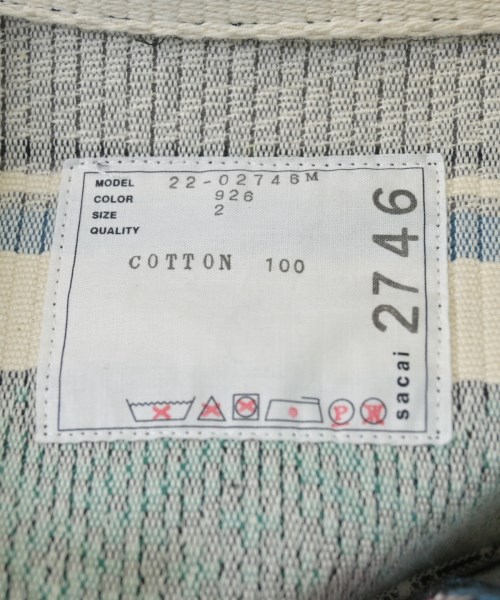 MODEL 22-02746M
COLOR 926
SIZE 2
QUALITY
COTTON 100
P W
sacai 2746